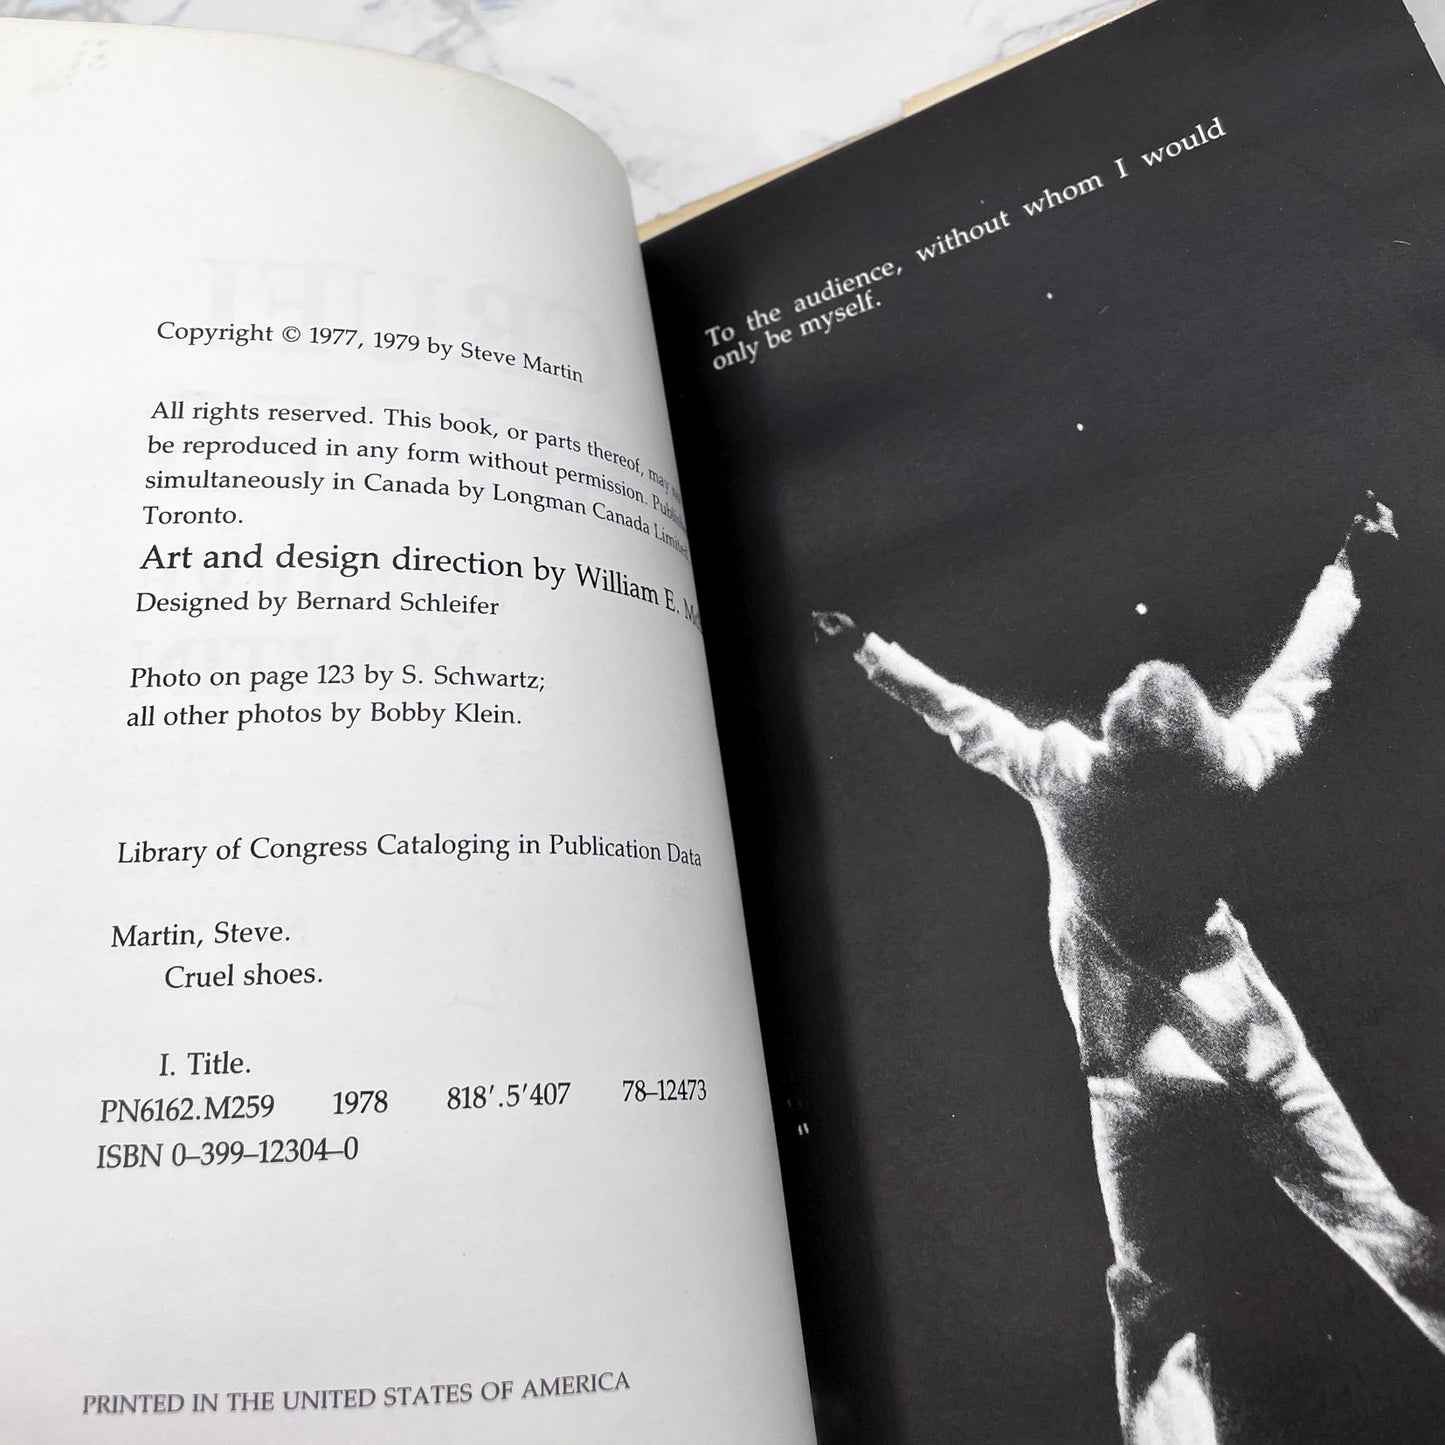 Copyright © 1977, 1979 by Steve Martin
All rights reserved. This book, or parts thereof, may
be reproduced in any form without permission.
simultaneously in Canada by Longman Canada Limited,
Toronto.
Art and design direction by William E.
Designed by Bernard Schleifer
Photo on page 123 by S. Schwartz;
all other photos by Bobby Klein.
Library of Congress Cataloging in Publication Data
Martin, Steve.
Cruel shoes.
I. Title.
PN6162.M259 1978 818′.5′407 78–12473
ISBN 0–399–12304–0
PRINTED IN THE UNITED STATES OF AMERICA
To the audience, without whom I would
only be myself.